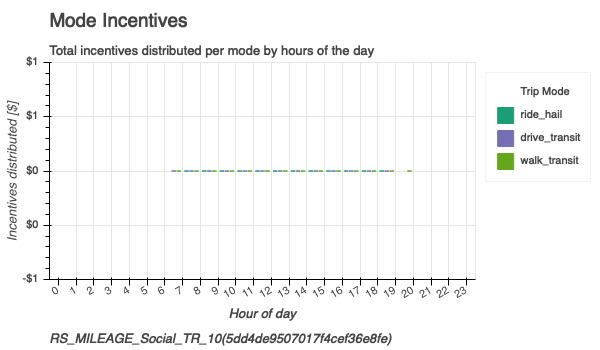 Mode Incentives
Total incentives distributed per mode by hours of the day
$1
$1
$0
$0
-$1
Incentives distributed [$]
0 1 2 3 4 5 6 7 8 9 10 11 12 13 14 15 16 17 18 19 20 21 22 23
Hour of day
Trip Mode
ride_hail
drive_transit
walk_transit
RS_MILEAGE_Social_TR_10(5dd4de9507017f4cef36e8fe)